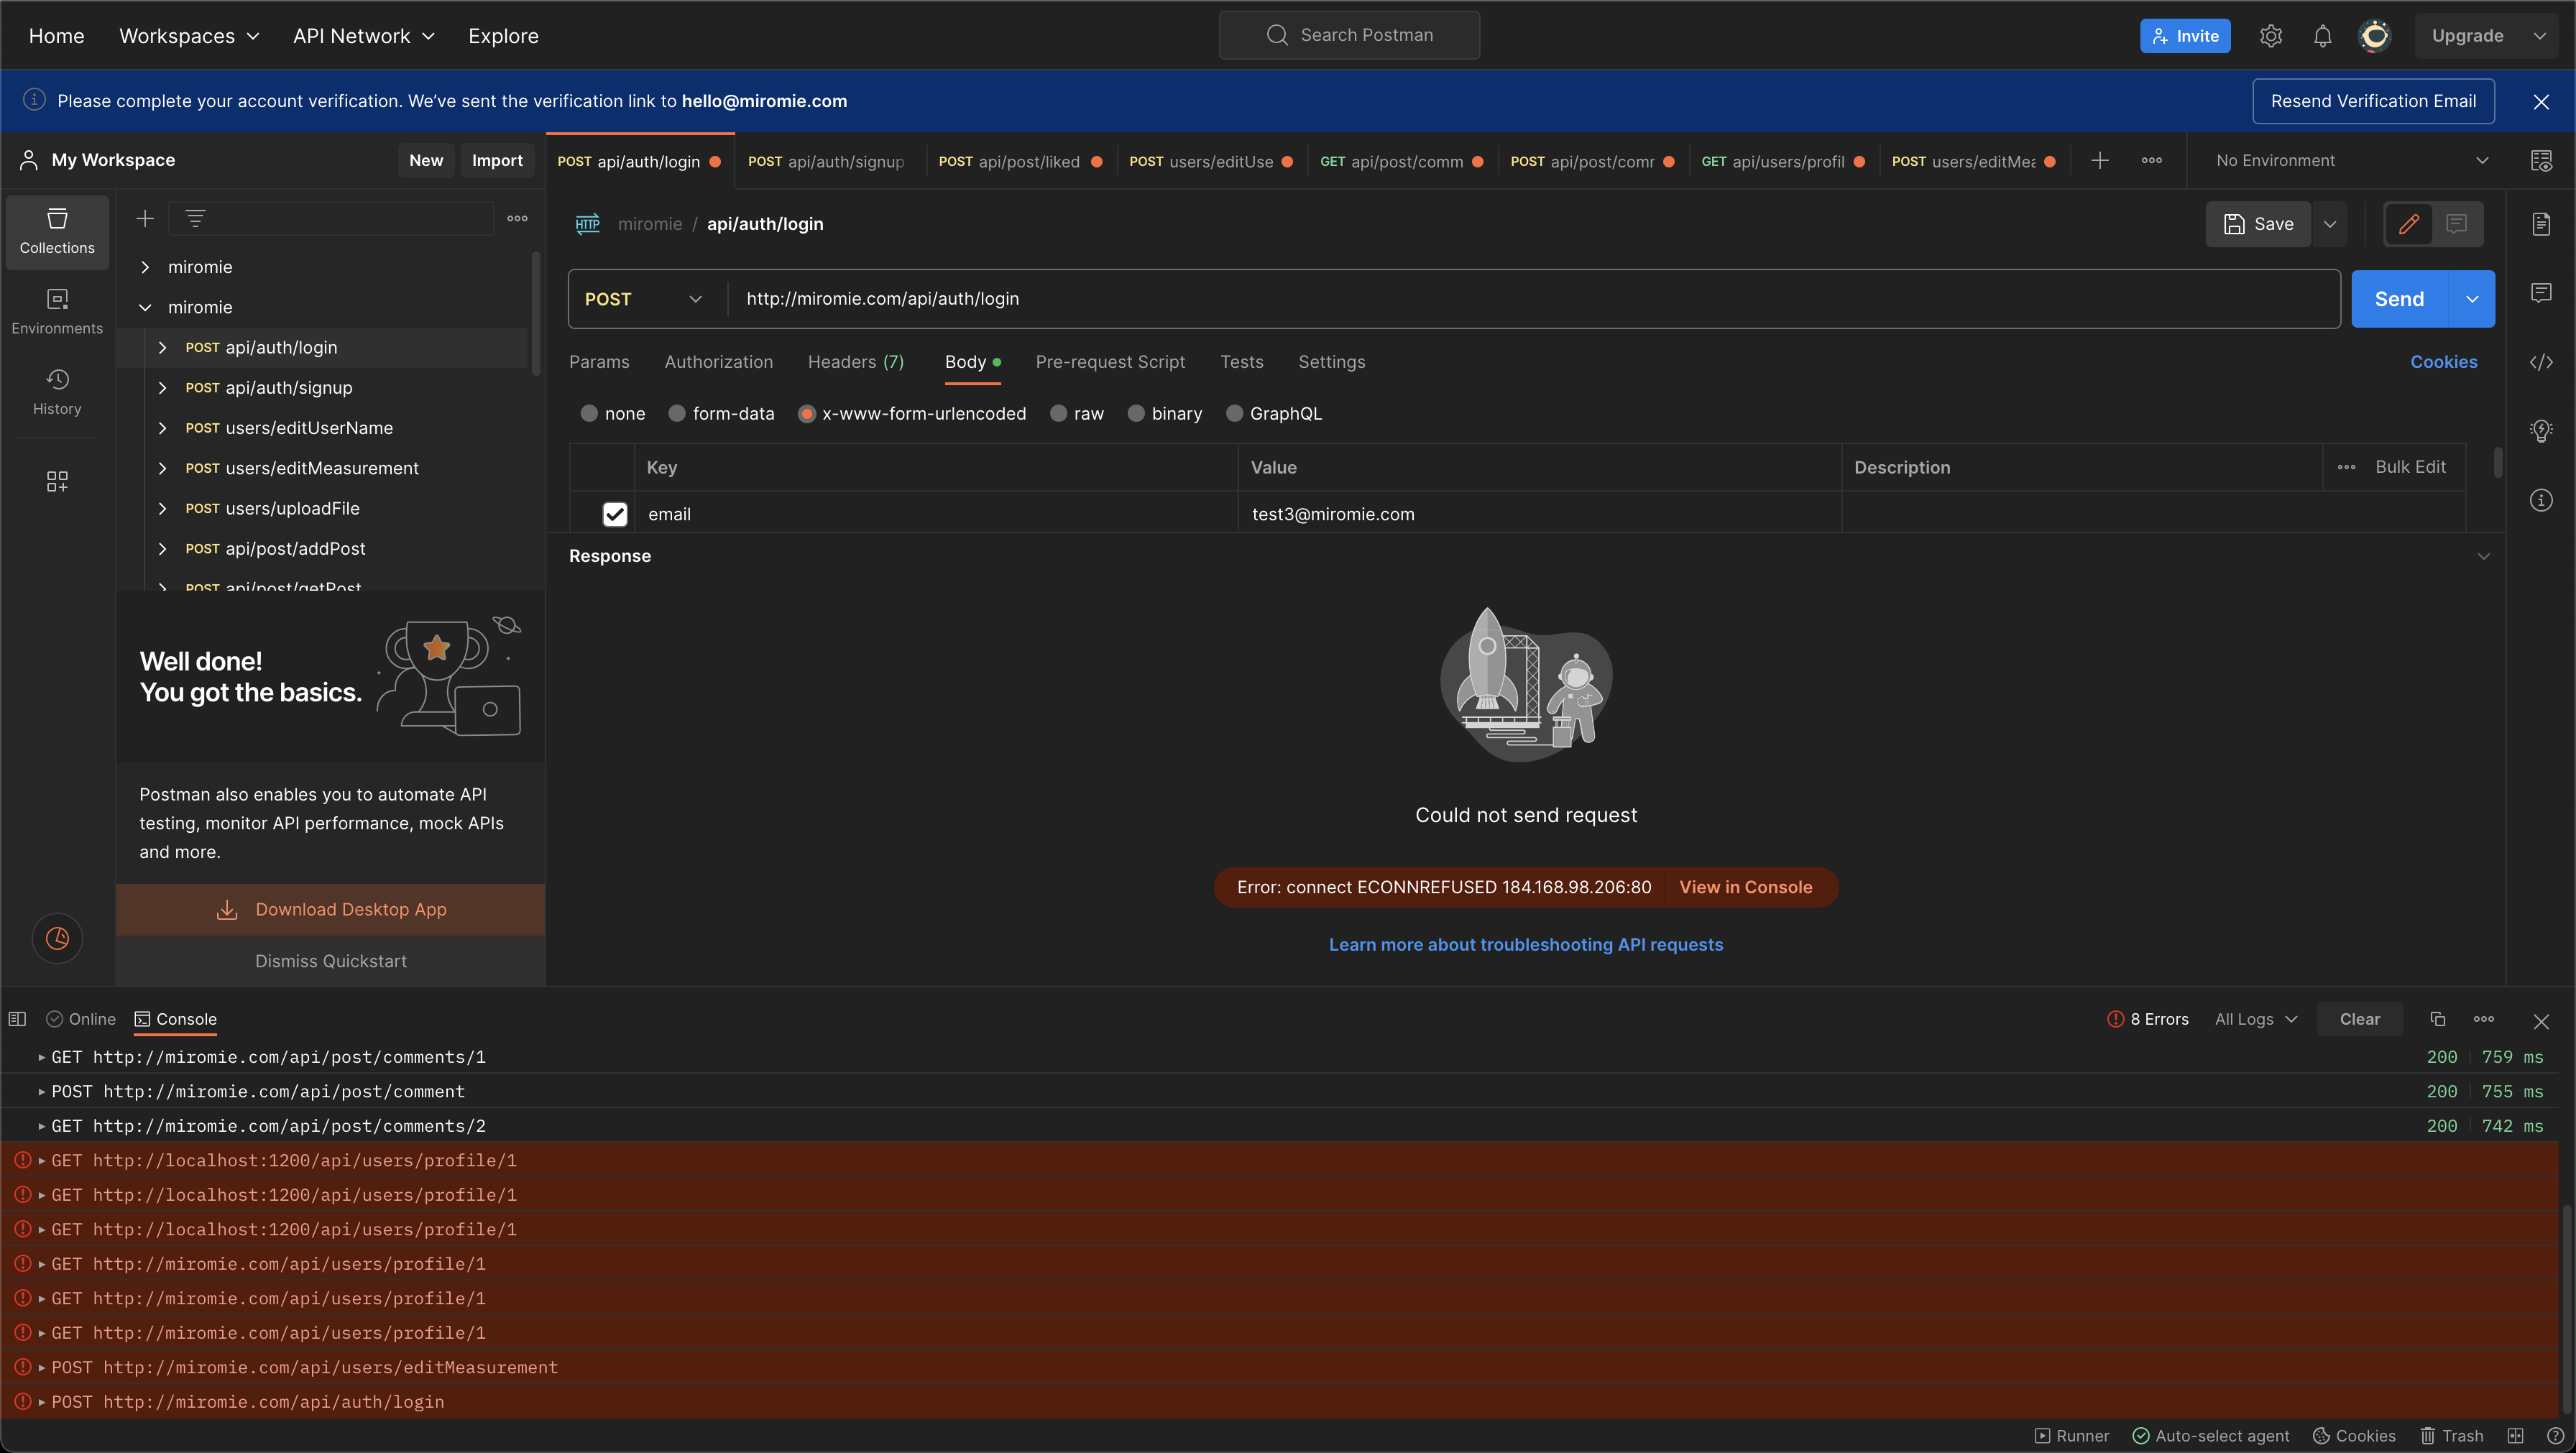 Home Workspaces API Network Explore
Search Postman
Invite Upgrade
Please complete your account verification. We've sent the verification link to hello@miromie.com
Resend Verification Email
My Workspace New Import
POST api/auth/login POST api/auth/signup POST api/post/liked POST users/editUse GET api/post/comm POST api/post/comr GET api/users/profil POST users/editMea
No Environment
Collections
Environments
History
miromie
miromie
POST api/auth/login
POST api/auth/signup
POST users/editUserName
POST users/editMeasurement
POST users/uploadFile
POST api/post/addPost
POST api/post/getPost
Well done!
You got the basics.
Postman also enables you to automate API
testing, monitor API performance, mock APIs
and more.
Download Desktop App
Dismiss Quickstart
HTTP miromie / api/auth/login
Save
POST http://miromie.com/api/auth/login
Send
Params Authorization Headers (7) Body Pre-request Script Tests Settings Cookies
none form-data x-www-form-urlencoded raw binary GraphQL
Key Value Description Bulk Edit
email test3@miromie.com
Response
Could not send request
Error: connect ECONNREFUSED 184.168.98.206:80 View in Console
Learn more about troubleshooting API requests
Online Console 8 Errors All Logs Clear
GET http://miromie.com/api/post/comments/1 200 759 ms
POST http://miromie.com/api/post/comment 200 755 ms
GET http://miromie.com/api/post/comments/2 200 742 ms
GET http://localhost:1200/api/users/profile/1
GET http://localhost:1200/api/users/profile/1
GET http://localhost:1200/api/users/profile/1
GET http://miromie.com/api/users/profile/1
GET http://miromie.com/api/users/profile/1
GET http://miromie.com/api/users/profile/1
POST http://miromie.com/api/users/editMeasurement
POST http://miromie.com/api/auth/login
Runner Auto-select agent Cookies Trash